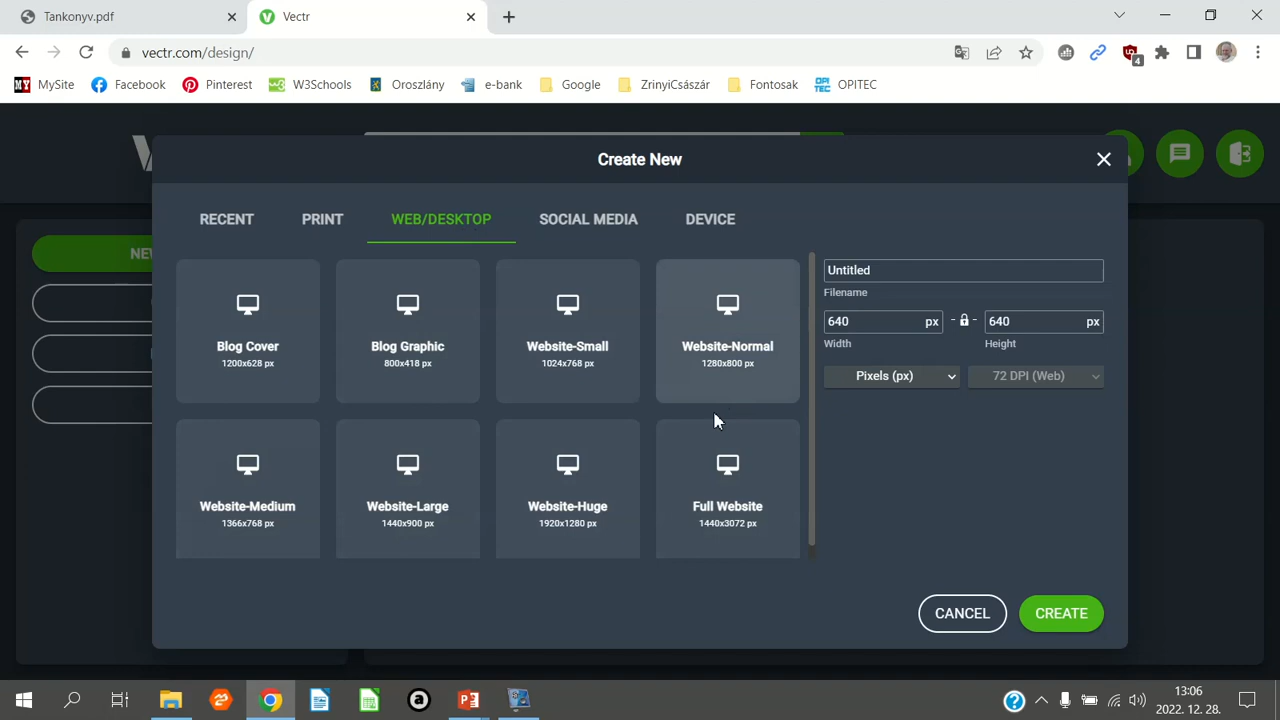 Tankonyv.pdf
Vectr
vectr.com/design/
4
MySite
Facebook
Pinterest
W3Schools
Oroszlány
e-bank
Google
ZrinyiCsászár
Fontosak
OPITEC
Create New
RECENT
PRINT
WEB/DESKTOP
SOCIAL MEDIA
DEVICE
NE
Blog Cover
1200x628 px
Blog Graphic
800x418 px
Website-Small
1024x768 px
Website-Normal
1280x800 px
Website-Medium
1366x768 px
Website-Large
1440x900 px
Website-Huge
1920x1280 px
Full Website
1440x3072 px
Untitled
Filename
640 px
640 px
Width
Height
Pixels (px)
72 DPI (Web)
CANCEL
CREATE
13:06
2022. 12. 28.